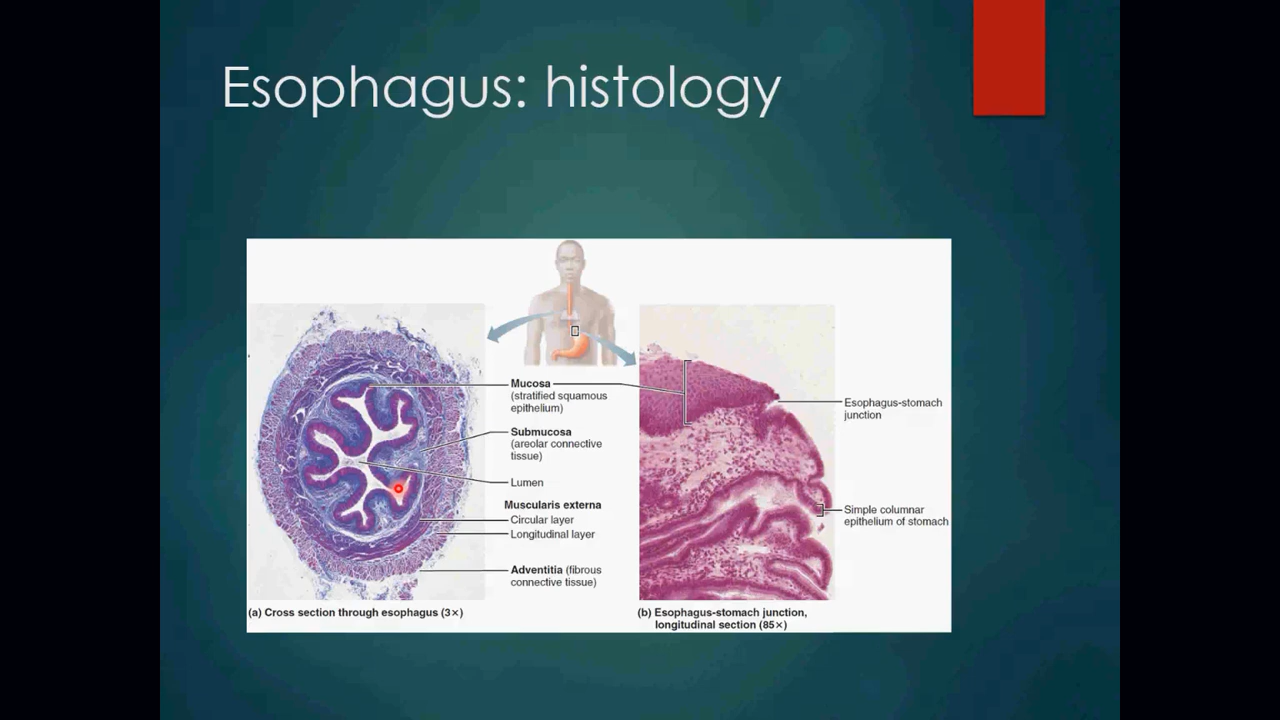 Esophagus: histology
Mucosa
(stratified squamous
epithelium)
Submucosa
(areolar connective
tissue)
Lumen
Muscularis externa
Circular layer
Longitudinal layer
Adventitia (fibrous
connective tissue)
(a) Cross section through esophagus (3×)
Esophagus-stomach
junction
Simple columnar
epithelium of stomach
(b) Esophagus-stomach junction,
longitudinal section (85×)